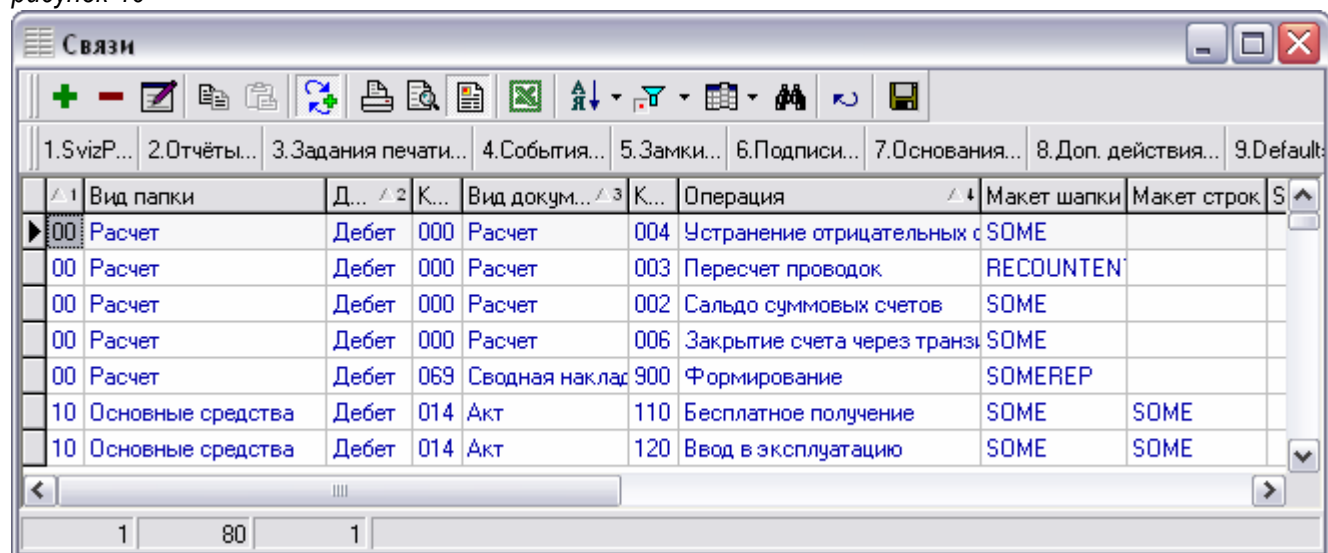 Связи
1.SvizP... 2.Отчёты... 3.Задания печати... 4.События... 5.Замки... 6.Подписи... 7.Основания... 8.Доп. действия... 9.Default
1 Вид папки Д... 2 К... Вид докум... 3 К... Операция 4 Макет шапки Макет строк S
00 Расчет Дебет 000 Расчет 004 Устранение отрицательных с SOME
00 Расчет Дебет 000 Расчет 003 Пересчет проводок RECOUNTEN
00 Расчет Дебет 000 Расчет 002 Сальдо суммовых счетов SOME
00 Расчет Дебет 000 Расчет 006 Закрытие счета через транзи SOME
00 Расчет Дебет 069 Сводная наклад 900 Формирование SOMEREP
10 Основные средства Дебет 014 Акт 110 Бесплатное получение SOME SOME
10 Основные средства Дебет 014 Акт 120 Ввод в эксплуатацию SOME SOME
1 80 1